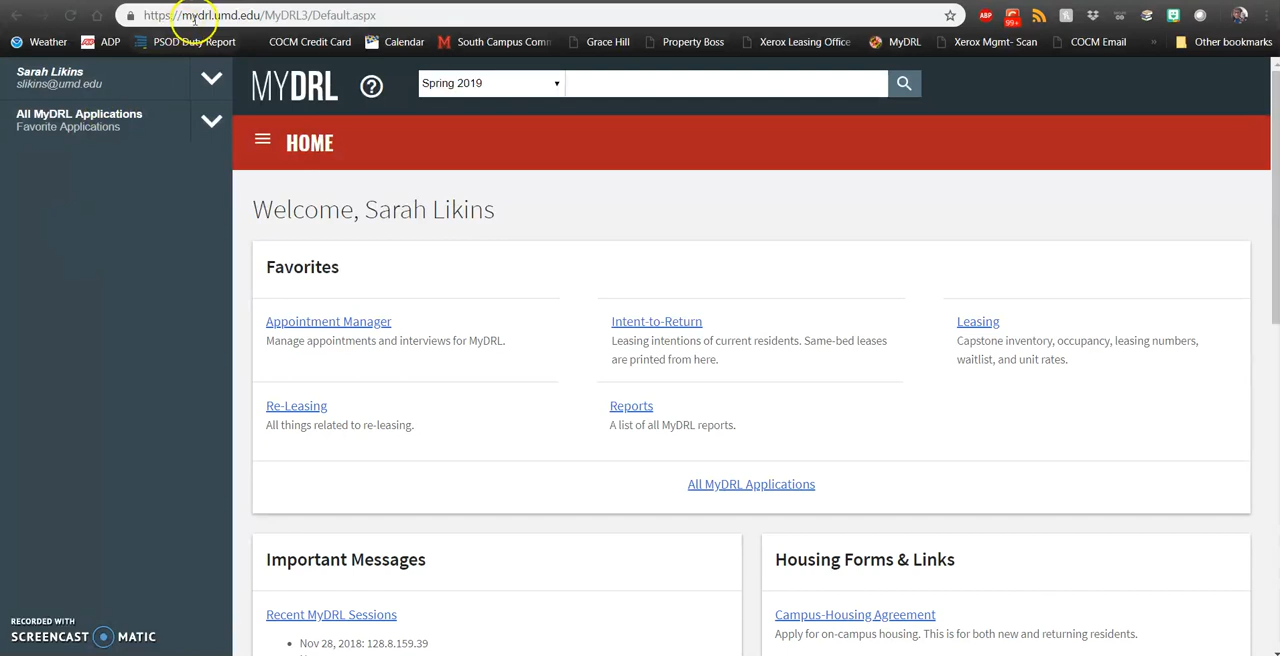 https://mydrl.umd.edu/MyDRL3/Default.aspx
ABP
99+
Weather ADP PSOD Duty Report COCM Credit Card Calendar South Campus Comm Grace Hill Property Boss Xerox Leasing Office MyDRL Xerox Mgmt- Scan COCM Email » Other bookmarks
Sarah Likins
slikins@umd.edu
All MyDRL Applications
Favorite Applications
MYDRL ? Spring 2019
HOME
Welcome, Sarah Likins
Favorites
Appointment Manager
Manage appointments and interviews for MyDRL.
Intent-to-Return
Leasing intentions of current residents. Same-bed leases
are printed from here.
Leasing
Capstone inventory, occupancy, leasing numbers,
waitlist, and unit rates.
Re-Leasing
All things related to re-leasing.
Reports
A list of all MyDRL reports.
All MyDRL Applications
Important Messages
Recent MyDRL Sessions
• Nov 28, 2018: 128.8.159.39
Housing Forms & Links
Campus-Housing Agreement
Apply for on-campus housing. This is for both new and returning residents.
RECORDED WITH
SCREENCAST MATIC